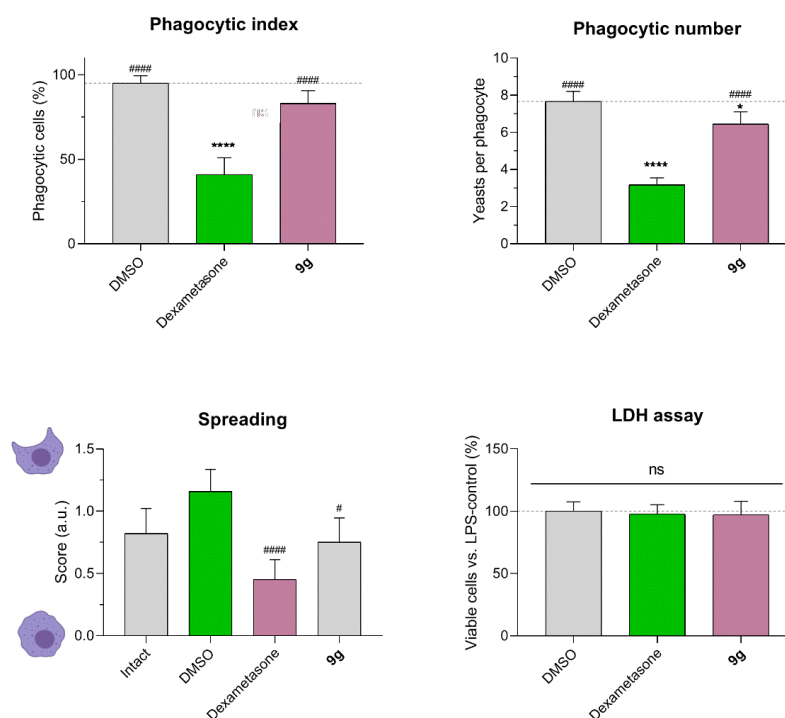 Phagocytic index
Phagocytic cells (%)
100
50
0
####
****
####
DMSO
Dexametasone
9g
Phagocytic number
Yeasts per phagocyte
10
8
6
4
2
0
####
****
####
*
DMSO
Dexametasone
9g
Spreading
Score (a.u.)
1.5
1.0
0.5
0.0
####
#
Intact
DMSO
Dexametasone
9g
LDH assay
Viable cells vs. LPS-control (%)
150
100
50
0
ns
DMSO
Dexametasone
9g